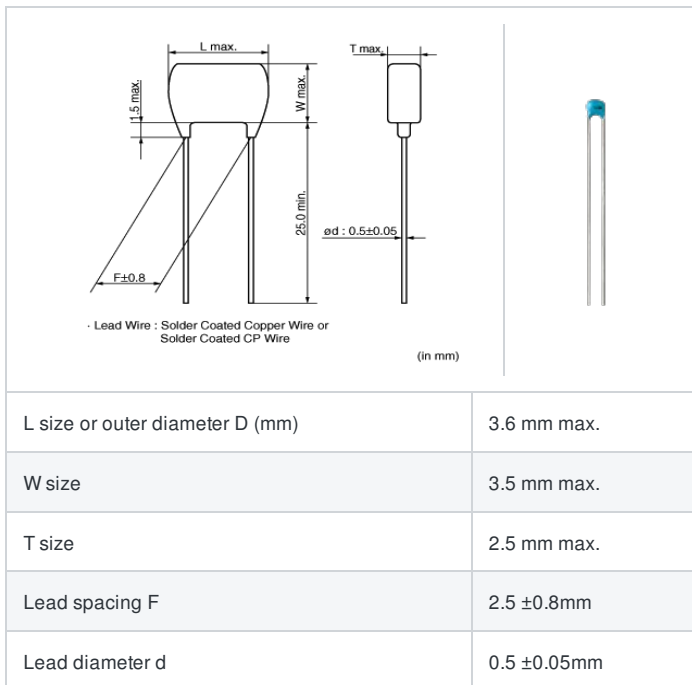 L max.
T max.
1.5 max.
W max.
25.0 min.
ød : 0.5±0.05
F±0.8
· Lead Wire : Solder Coated Copper Wire or
Solder Coated CP Wire
(in mm)
L size or outer diameter D (mm) 3.6 mm max.
W size 3.5 mm max.
T size 2.5 mm max.
Lead spacing F 2.5 ±0.8mm
Lead diameter d 0.5 ±0.05mm